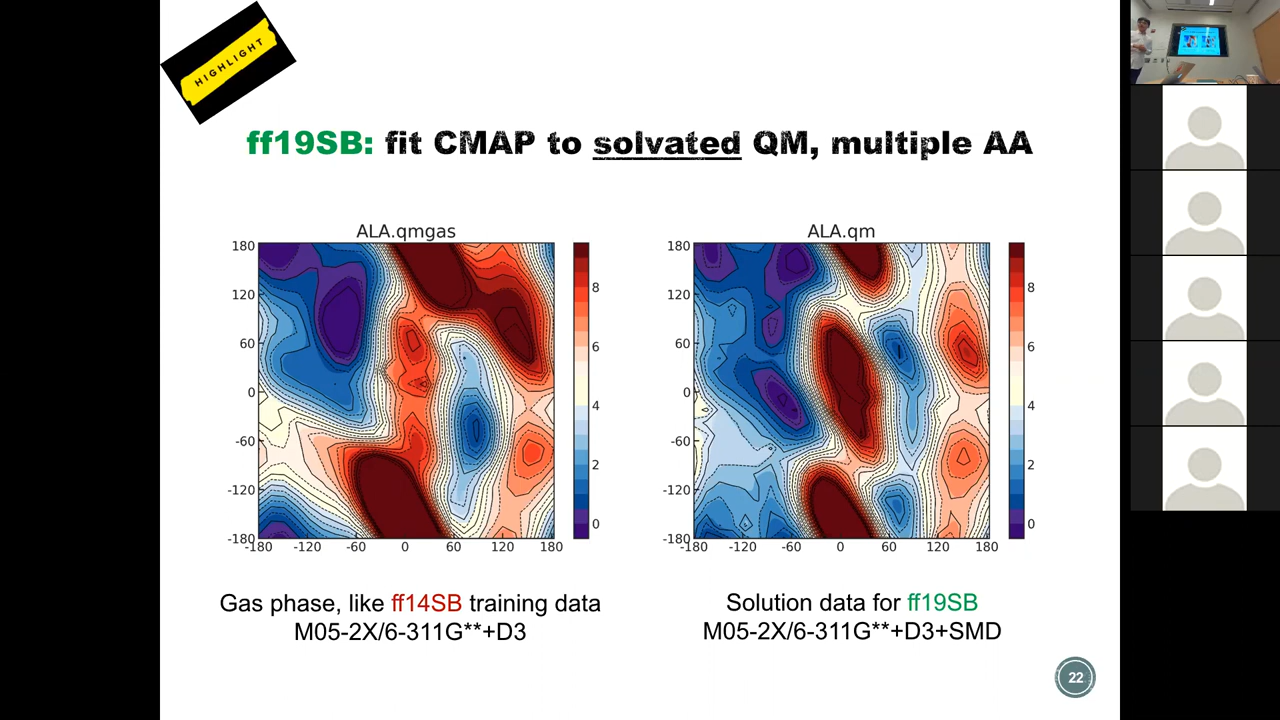 HIGHLIGHT
ff19SB: fit CMAP to solvated QM, multiple AA
ALA.qmgas
180
120
60
0
-60
-120
-180
-180 -120 -60 0 60 120 180
8
6
4
2
0
ALA.qm
180
120
60
0
-60
-120
-180
-180 -120 -60 0 60 120 180
8
6
4
2
0
Gas phase, like ff14SB training data
M05-2X/6-311G**+D3
Solution data for ff19SB
M05-2X/6-311G**+D3+SMD
22